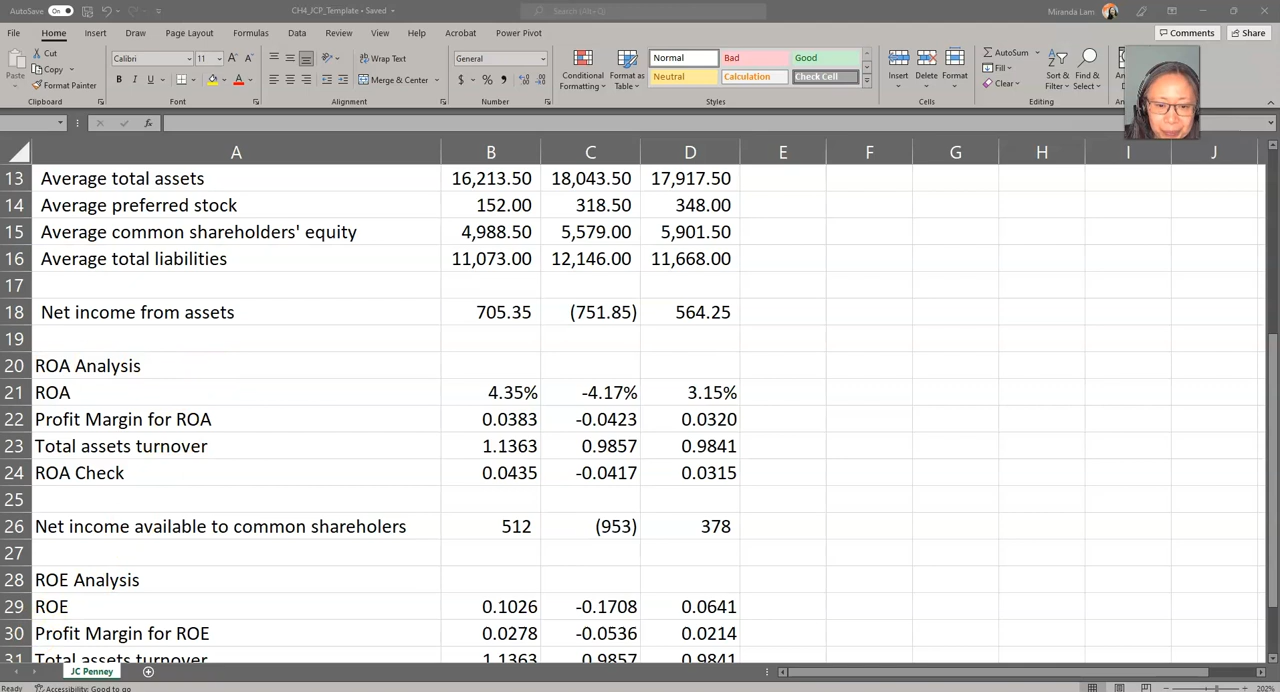 AutoSave On CH4_JCP_Template • Saved Search (Alt+Q) Miranda Lam
File Home Insert Draw Page Layout Formulas Data Review View Help Acrobat Power Pivot Comments Share
Paste Cut Copy Format Painter Clipboard
Calibri 11 B I U Font
Wrap Text Merge & Center Alignment
General $ % Number
Conditional Formatting Format as Table
Normal Bad Good
Neutral Calculation Check Cell
Styles
Insert Delete Format Cells
AutoSum Fill Clear Sort & Filter Find & Select Editing
fx
A B C D E F G H I J
13 Average total assets 16,213.50 18,043.50 17,917.50
14 Average preferred stock 152.00 318.50 348.00
15 Average common shareholders' equity 4,988.50 5,579.00 5,901.50
16 Average total liabilities 11,073.00 12,146.00 11,668.00
17
18 Net income from assets 705.35 (751.85) 564.25
19
20 ROA Analysis
21 ROA 4.35% -4.17% 3.15%
22 Profit Margin for ROA 0.0383 -0.0423 0.0320
23 Total assets turnover 1.1363 0.9857 0.9841
24 ROA Check 0.0435 -0.0417 0.0315
25
26 Net income available to common shareholers 512 (953) 378
27
28 ROE Analysis
29 ROE 0.1026 -0.1708 0.0641
30 Profit Margin for ROE 0.0278 -0.0536 0.0214
31 Total assets turnover 1.1363 0.9857 0.9841
JC Penney
Ready Accessibility: Good to go 202%